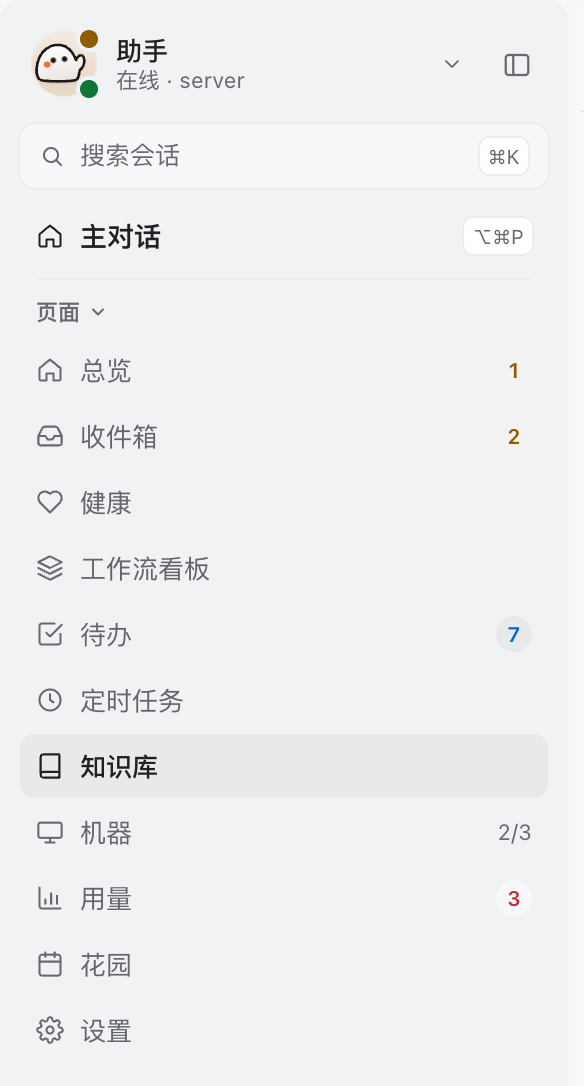 助手
在线 · server
搜索会话 ⌘K
主对话 ⌥⌘P
页面
总览 1
收件箱 2
健康
工作流看板
待办 7
定时任务
知识库
机器 2/3
用量 3
花园
设置